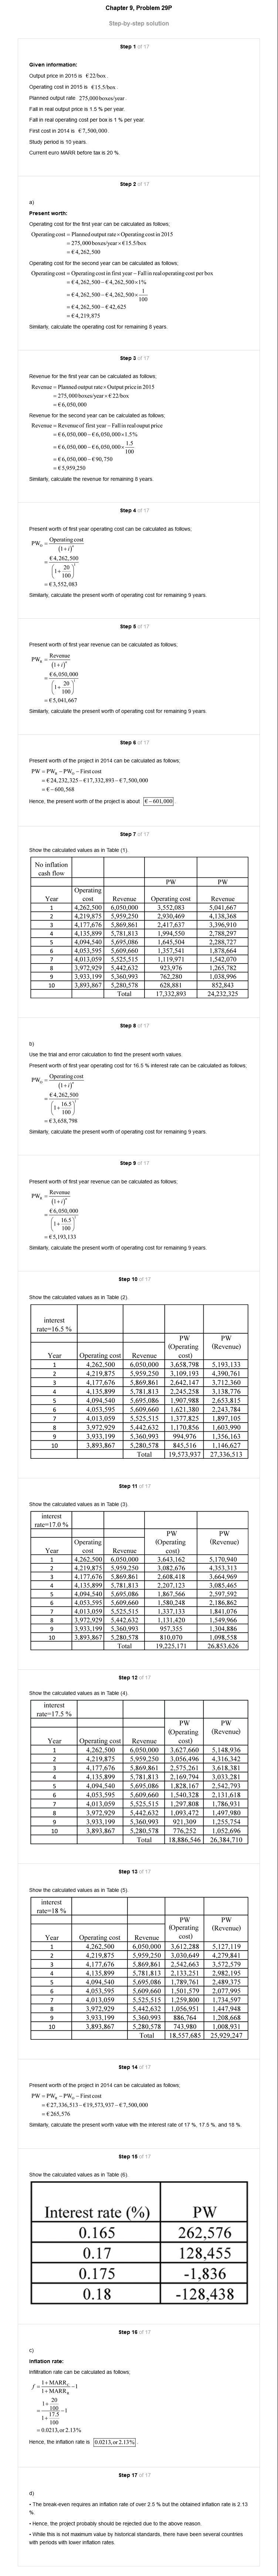 Chapter 9, Problem 29P
Step-by-step solution
Step 1 of 17
Given information:
Output price in 2015 is €22/box.
Operating cost in 2015 is €15.5/box.
Planned output rate 275,000 boxes/year.
Fall in real output price is 1.5 % per year.
Fall in real operating cost per box is 1 % per year.
First cost in 2014 is €7,500,000.
Study period is 10 years.
Current euro MARR before tax is 20 %.
Step 2 of 17
a)
Present worth:
Operating cost for the first year can be calculated as follows;
Operating cost = Planned output rate × Operating cost in 2015
= 275,000 boxes/year × €15.5/box
= €4,262,500
Operating cost for the second year can be calculated as follows,
Operating cost = Operating cost in first year − Fall in real operating cost per box
= €4,262,500 − €4,262,500×1%
= €4,262,500 − €4,262,500× 1/100
= €4,262,500 − €42,625
= €4,219,875
Similarly, calculate the operating cost for remaining 8 years.
Step 3 of 17
Revenue for the first year can be calculated as follows;
Revenue = Planned output rate × Output price in 2015
= 275,000 boxes/year × €22/box
= €6,050,000
Revenue for the second year can be calculated as follows;
Revenue = Revenue of first year − Fall in real ouput price
= €6,050,000 − €6,050,000×1.5%
= €6,050,000 − €6,050,000× 1.5/100
= €6,050,000 − €90,750
= €5,959,250
Similarly, calculate the revenue for remaining 8 years.
Step 4 of 17
Present worth of first year operating cost can be calculated as follows;
PW_O = Operating cost/(1+i)^n
= €4,262,500/(1+20/100)^1
= €3,552,083
Similarly, calculate the present worth of operating cost for remaining 9 years.
Step 5 of 17
Present worth of first year revenue can be calculated as follows;
PW_R = Revenue/(1+i)^n
= €6,050,000/(1+20/100)^1
= €5,041,667
Similarly, calculate the present worth of operating cost for remaining 9 years.
Step 6 of 17
Present worth of the project in 2014 can be calculated as follows;
PW = PW_R − PW_O − First cost
= €24,232,325 − €17,332,893 − €7,500,000
= €−600,568
Hence, the present worth of the project is about €−601,000
Step 7 of 17
Show the calculated values as in Table (1)
No inflation
cash flow
PW PW
Operating
Year cost Revenue Operating cost Revenue
1 4,262,500 6,050,000 3,552,083 5,041,667
2 4,219,875 5,959,250 2,930,469 4,138,368
3 4,177,676 5,869,861 2,417,637 3,396,910
4 4,135,899 5,781,813 1,994,550 2,788,297
5 4,094,540 5,695,086 1,645,504 2,288,727
6 4,053,595 5,609,660 1,357,541 1,878,664
7 4,013,059 5,525,515 1,119,971 1,542,070
8 3,972,929 5,442,632 923,976 1,265,782
9 3,933,199 5,360,993 762,280 1,038,996
10 3,893,867 5,280,578 628,881 852,843
Total 17,332,893 24,232,325
Step 8 of 17
b)
Use the trial and error calculation to find the present worth values.
Present worth of first year operating cost for 16.5 % interest rate can be calculated as follows;
PW_O = Operating cost/(1+i)^n
= €4,262,500/(1+16.5/100)^1
= €3,658,798
Similarly, calculate the present worth of operating cost for remaining 9 years.
Step 9 of 17
Present worth of first year revenue can be calculated as follows;
PW_R = Revenue/(1+i)^n
= €6,050,000/(1+16.5/100)^1
= €5,193,133
Similarly, calculate the present worth of operating cost for remaining 9 years.
Step 10 of 17
Show the calculated values as in Table (2)
interest
rate=16.5 %
PW PW
(Operating (Revenue)
Year Operating cost Revenue cost)
1 4,262,500 6,050,000 3,658,798 5,193,133
2 4,219,875 5,959,250 3,109,193 4,390,761
3 4,177,676 5,869,861 2,642,147 3,712,360
4 4,135,899 5,781,813 2,245,258 3,138,776
5 4,094,540 5,695,086 1,907,988 2,653,815
6 4,053,595 5,609,660 1,621,380 2,243,784
7 4,013,059 5,525,515 1,377,825 1,897,105
8 3,972,929 5,442,632 1,170,856 1,603,990
9 3,933,199 5,360,993 994,976 1,356,163
10 3,893,867 5,280,578 845,516 1,146,627
Total 19,573,937 27,336,513
Step 11 of 17
Show the calculated values as in Table (3).
interest
rate=17.0 %
PW PW
Operating (Operating (Revenue)
Year cost Revenue cost)
1 4,262,500 6,050,000 3,643,162 5,170,940
2 4,219,875 5,959,250 3,082,676 4,353,313
3 4,177,676 5,869,861 2,608,418 3,664,969
4 4,135,899 5,781,813 2,207,123 3,085,465
5 4,094,540 5,695,086 1,867,566 2,597,592
6 4,053,595 5,609,660 1,580,248 2,186,862
7 4,013,059 5,525,515 1,337,133 1,841,076
8 3,972,929 5,442,632 1,131,420 1,549,966
9 3,933,199 5,360,993 957,355 1,304,886
10 3,893,867 5,280,578 810,070 1,098,558
Total 19,225,171 26,853,626
Step 12 of 17
Show the calculated values as in Table (4)
interest
rate=17.5 %
PW PW
(Operating (Revenue)
Year Operating cost Revenue cost)
1 4,262,500 6,050,000 3,627,660 5,148,936
2 4,219,875 5,959,250 3,056,496 4,316,342
3 4,177,676 5,869,861 2,575,261 3,618,381
4 4,135,899 5,781,813 2,169,794 3,033,281
5 4,094,540 5,695,086 1,828,167 2,542,793
6 4,053,595 5,609,660 1,540,328 2,131,618
7 4,013,059 5,525,515 1,297,808 1,786,931
8 3,972,929 5,442,632 1,093,472 1,497,980
9 3,933,199 5,360,993 921,309 1,255,754
10 3,893,867 5,280,578 776,252 1,052,696
Total 18,886,546 26,384,710
Step 13 of 17
Show the calculated values as in Table (5).
interest
rate=18 %
PW PW
(Operating (Revenue)
Year Operating cost Revenue cost)
1 4,262,500 6,050,000 3,612,288 5,127,119
2 4,219,875 5,959,250 3,030,649 4,279,841
3 4,177,676 5,869,861 2,542,663 3,572,579
4 4,135,899 5,781,813 2,133,251 2,982,195
5 4,094,540 5,695,086 1,789,761 2,489,375
6 4,053,595 5,609,660 1,501,579 2,077,995
7 4,013,059 5,525,515 1,259,800 1,734,597
8 3,972,929 5,442,632 1,056,951 1,447,948
9 3,933,199 5,360,993 886,764 1,208,668
10 3,893,867 5,280,578 743,980 1,008,931
Total 18,557,685 25,929,247
Step 14 of 17
Present worth of the project in 2014 can be calculated as follows;
PW = PW_R − PW_O − First cost
= €27,336,513 − €19,573,937 − €7,500,000
= €265,576
Similarly, calculate the present worth value with the interest rate of 17 %, 17.5 %, and 18 %.
Step 15 of 17
Show the calculated values as in Table (6)
Interest rate (%) PW
0.165 262,576
0.17 128,455
0.175 -1,836
0.18 -128,438
Step 16 of 17
c)
Inflation rate:
Infiltration rate can be calculated as follows;
f = (1+MARR_C)/(1+MARR_R) − 1
= (1+20/100)/(1+17.5/100) − 1
= 0.0213, or 2.13%
Hence, the inflation rate is 0.0213, or 2.13%.
Step 17 of 17
d)
• The break-even requires an inflation rate of over 2.5 % but the obtained inflation rate is 2.13
%.
• Hence, the project probably should be rejected due to the above reason.
• While this is not maximum value by historical standards, there have been several countries
with periods with lower inflation rates.